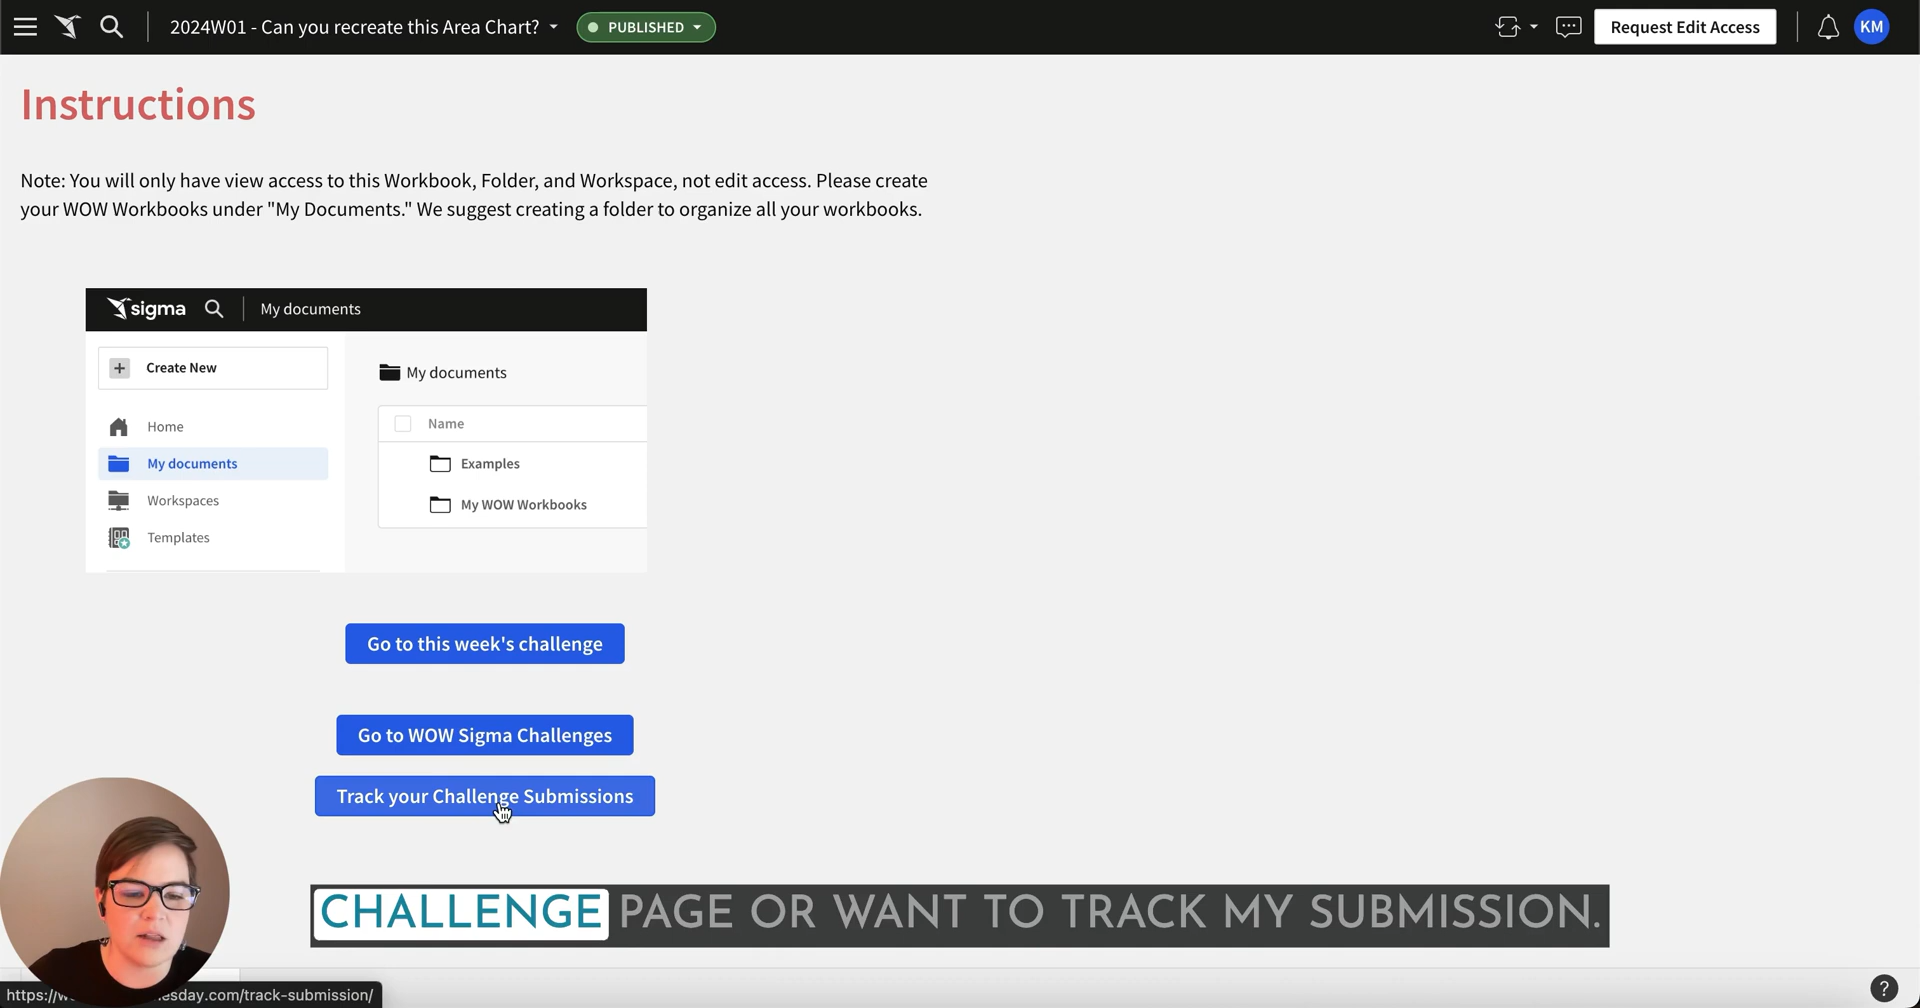 2024W01 - Can you recreate this Area Chart?
PUBLISHED
Request Edit Access
KM
Instructions
Note: You will only have view access to this Workbook, Folder, and Workspace, not edit access. Please create
your WOW Workbooks under "My Documents." We suggest creating a folder to organize all your workbooks.
sigma
My documents
Create New
My documents
Name
Home
My documents
Examples
Workspaces
My WOW Workbooks
Templates
Go to this week's challenge
Go to WOW Sigma Challenges
Track your Challenge Submissions
CHALLENGE PAGE OR WANT TO TRACK MY SUBMISSION.
https://w
esday.com/track-submission/
?